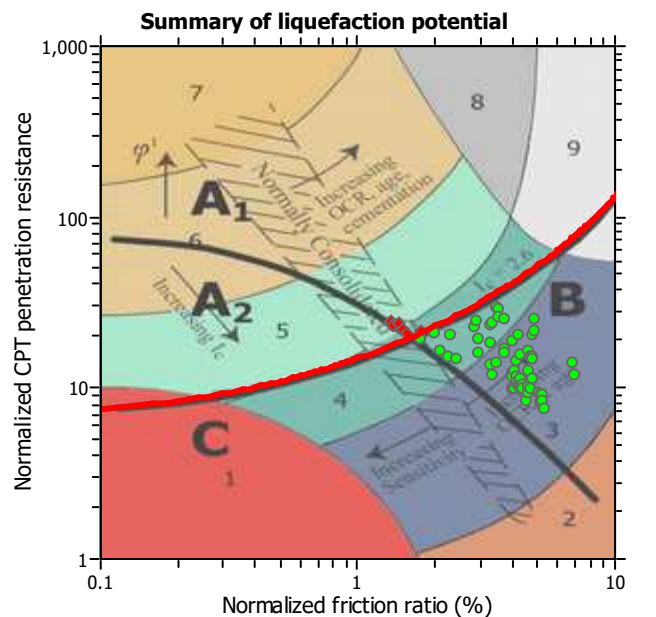 Summary of liquefaction potential
Normalized CPT penetration resistance
1,000
100
10
1
0.1
1
10
Normalized friction ratio (%)
7
8
9
φ'
A1
Increasing
OCR, age,
cementation
Normally Consolidated
6
A2
Increasing Ic
5
Ic = 2.6
B
4
C
1
Increasing
Sensitivity
3
2